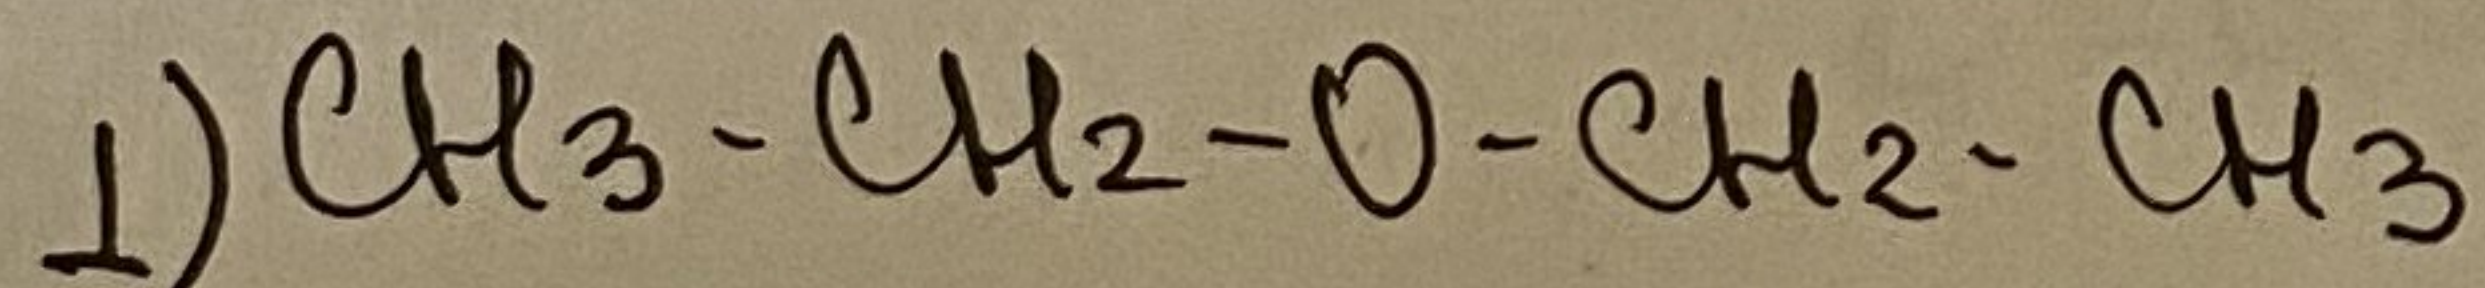 1) CH3 - CH2 - O - CH2 - CH3